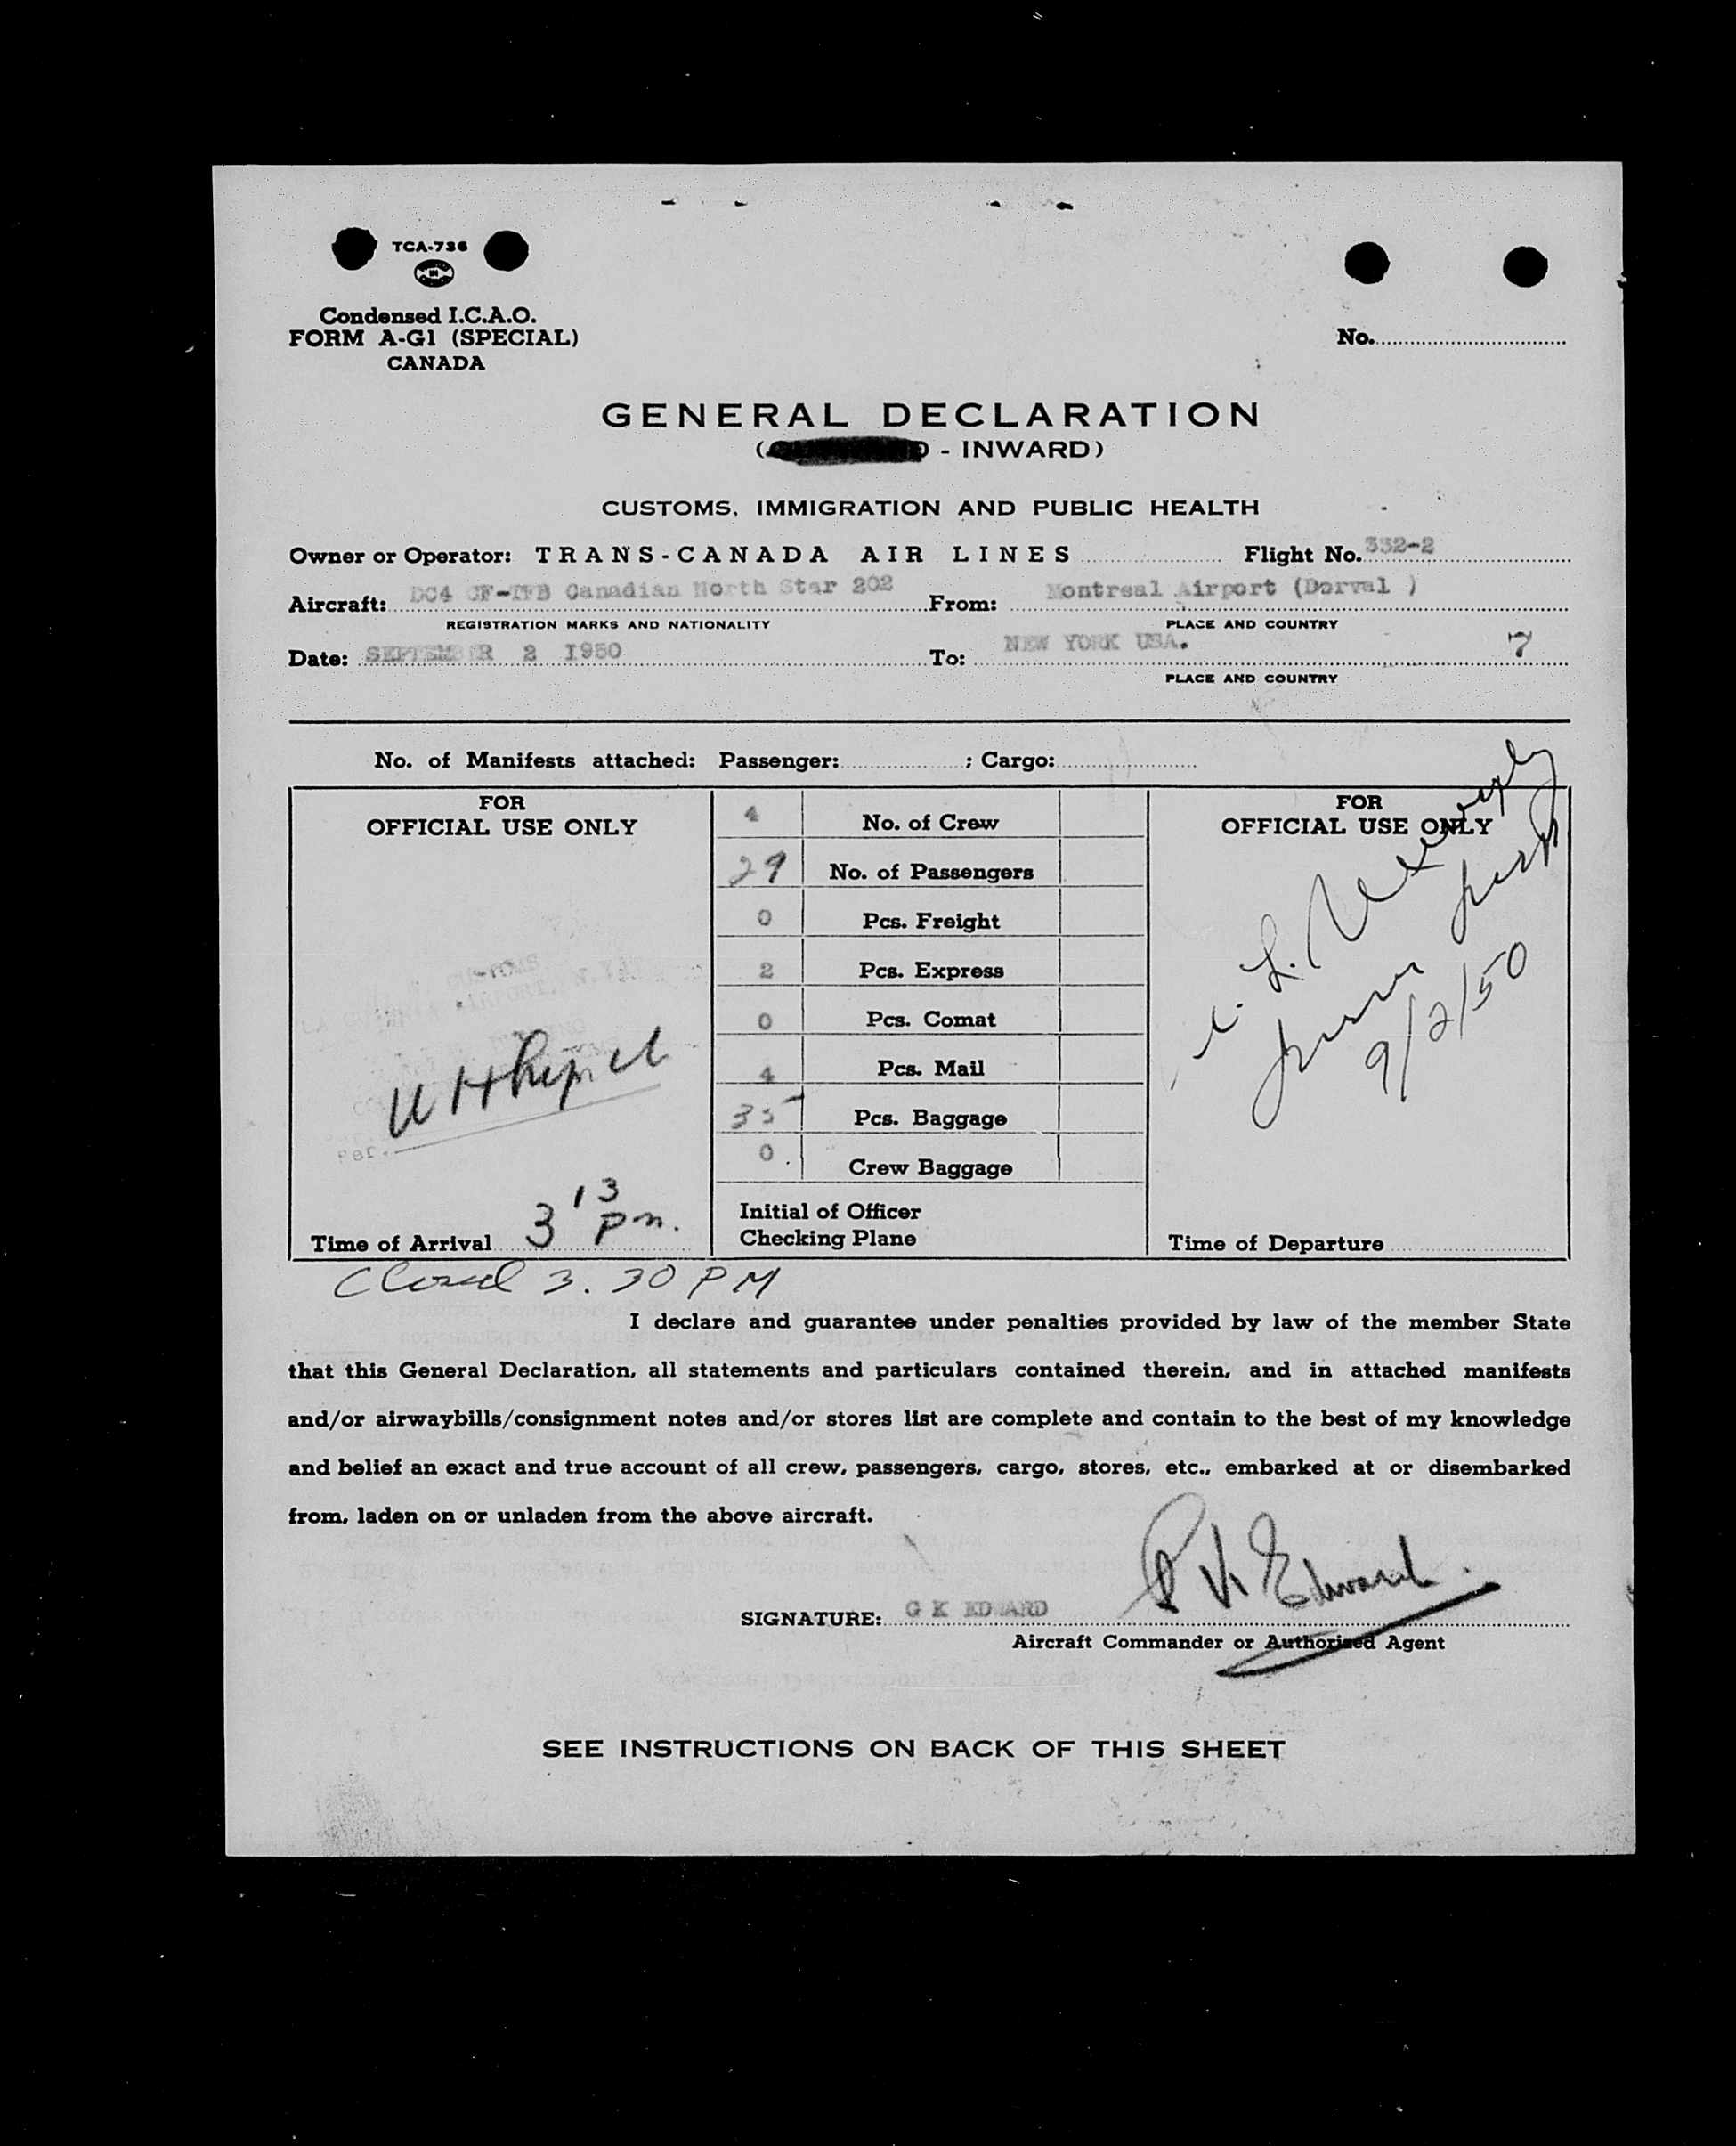 TCA-736
Condensed I.C.A.O.
FORM A-G1 (SPECIAL)
CANADA
No.
GENERAL DECLARATION
( - INWARD)
CUSTOMS, IMMIGRATION AND PUBLIC HEALTH
Owner or Operator: TRANS-CANADA AIR LINES Flight No. 332-2
Aircraft: DC4 CF-TFB Canadian North Star 202 From: Montreal Airport (Dorval )
REGISTRATION MARKS AND NATIONALITY PLACE AND COUNTRY
Date: SEPTEMBER 2 1950 To: NEW YORK USA. 7
PLACE AND COUNTRY
No. of Manifests attached: Passenger: ; Cargo:
FOR
OFFICIAL USE ONLY
CUSTOMS
Per.
Time of Arrival 3 13 pm.
4 No. of Crew
29 No. of Passengers
0 Pcs. Freight
2 Pcs. Express
0 Pcs. Comat
4 Pcs. Mail
35 Pcs. Baggage
0 Crew Baggage
Initial of Officer
Checking Plane
FOR
OFFICIAL USE ONLY
9/2/50
Time of Departure
Closed 3.30 PM
I declare and guarantee under penalties provided by law of the member State
that this General Declaration, all statements and particulars contained therein, and in attached manifests
and/or airwaybills/consignment notes and/or stores list are complete and contain to the best of my knowledge
and belief an exact and true account of all crew, passengers, cargo, stores, etc., embarked at or disembarked
from, laden on or unladen from the above aircraft.
SIGNATURE: G K EDWARD G K Edward
Aircraft Commander or Authorized Agent
SEE INSTRUCTIONS ON BACK OF THIS SHEET